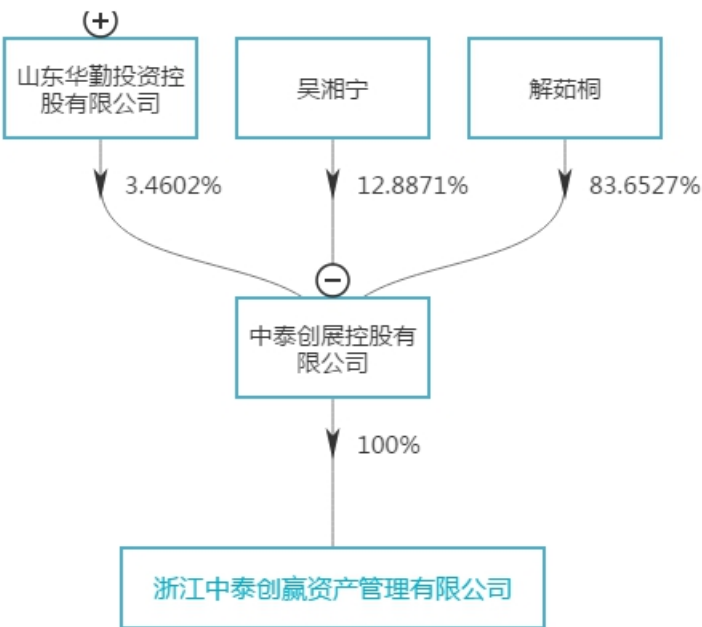 山东华勤投资控
股有限公司
吴湘宁
解茹桐
3.4602%
12.8871%
83.6527%
中泰创展控股有
限公司
100%
浙江中泰创赢资产管理有限公司